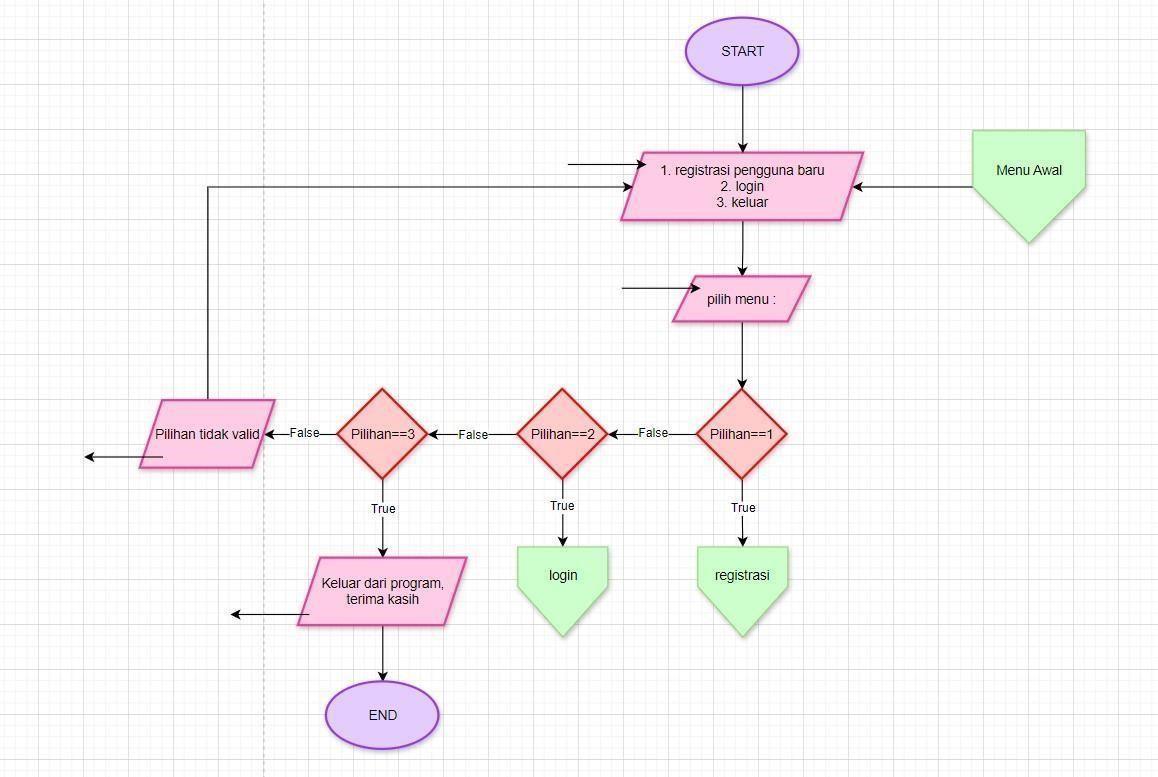 START
1. registrasi pengguna baru
2. login
3. keluar
Menu Awal
pilih menu :
Pilihan==1
False
Pilihan==2
False
Pilihan==3
False
Pilihan tidak valid
True
True
True
Keluar dari program,
terima kasih
login
registrasi
END